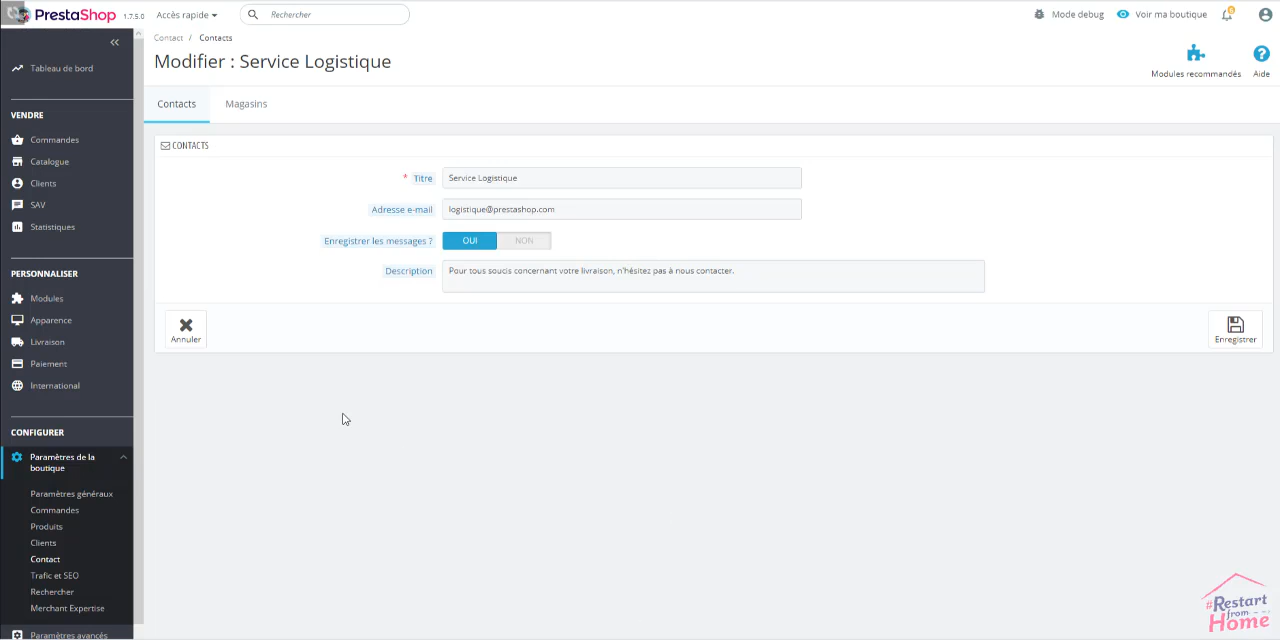 PrestaShop 1.7.5.0 Accès rapide Rechercher Mode debug Voir ma boutique
Contact / Contacts
Modifier : Service Logistique
Modules recommandés Aide
Contacts Magasins
CONTACTS
* Titre Service Logistique
Adresse e-mail logistique@prestashop.com
Enregistrer les messages ? OUI NON
Description Pour tous soucis concernant votre livraison, n'hésitez pas à nous contacter.
Annuler Enregistrer
Tableau de bord
VENDRE
Commandes
Catalogue
Clients
SAV
Statistiques
PERSONNALISER
Modules
Apparence
Livraison
Paiement
International
CONFIGURER
Paramètres de la
boutique
Paramètres généraux
Commandes
Produits
Clients
Contact
Trafic et SEO
Rechercher
Merchant Expertise
Paramètres avancés
#Restart
from
Home